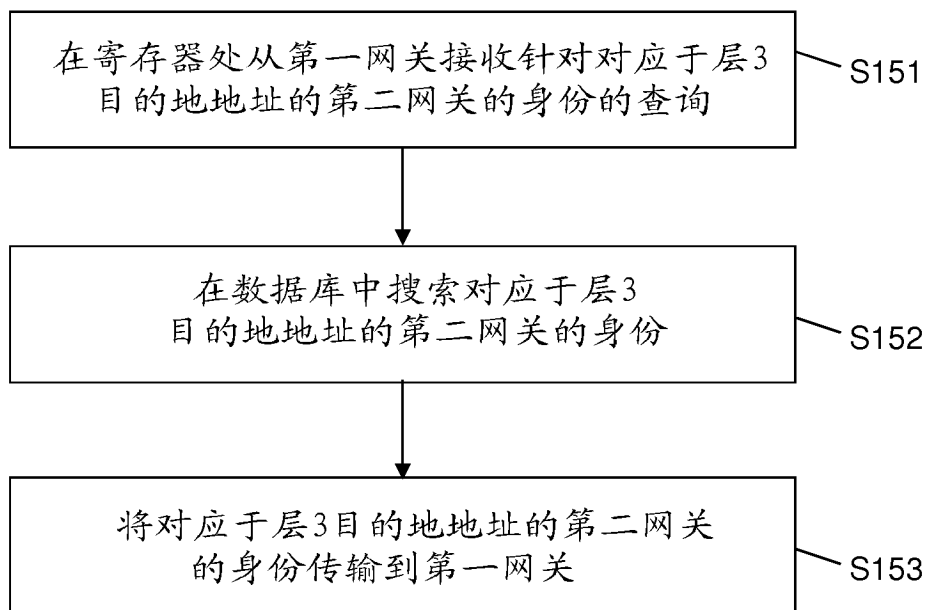 在寄存器处从第一网关接收针对对应于层3
目的地地址的第二网关的身份的查询
S151
在数据库中搜索对应于层3
目的地地址的第二网关的身份
S152
将对应于层3目的地地址的第二网关
的身份传输到第一网关
S153